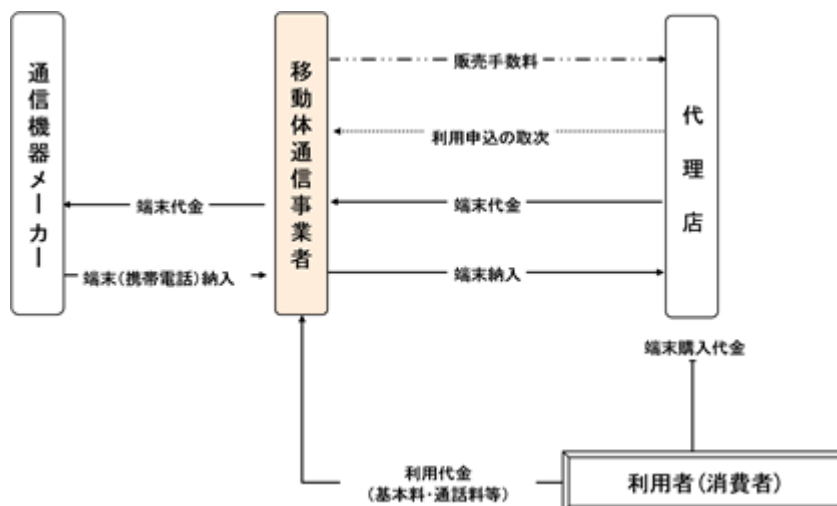 通信機器メーカー
移動体通信事業者
代理店
販売手数料
利用申込の取次
端末代金
端末代金
端末(携帯電話)納入
端末納入
端末購入代金
利用代金
(基本料・通話料等)
利用者(消費者)